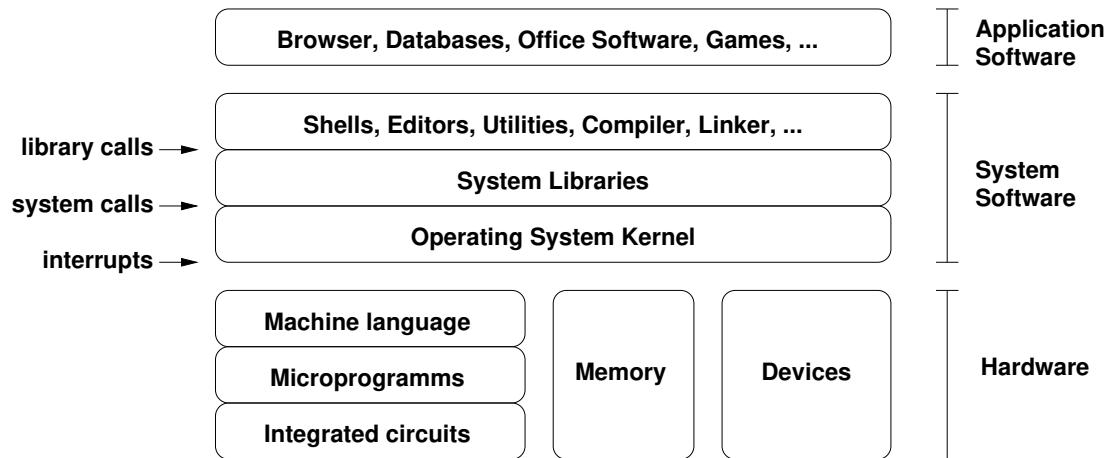 Browser, Databases, Office Software, Games, ...
Application
Software
Shells, Editors, Utilities, Compiler, Linker, ...
library calls
System Libraries
System
Software
system calls
Operating System Kernel
interrupts
Machine language
Microprogramms
Integrated circuits
Memory
Devices
Hardware